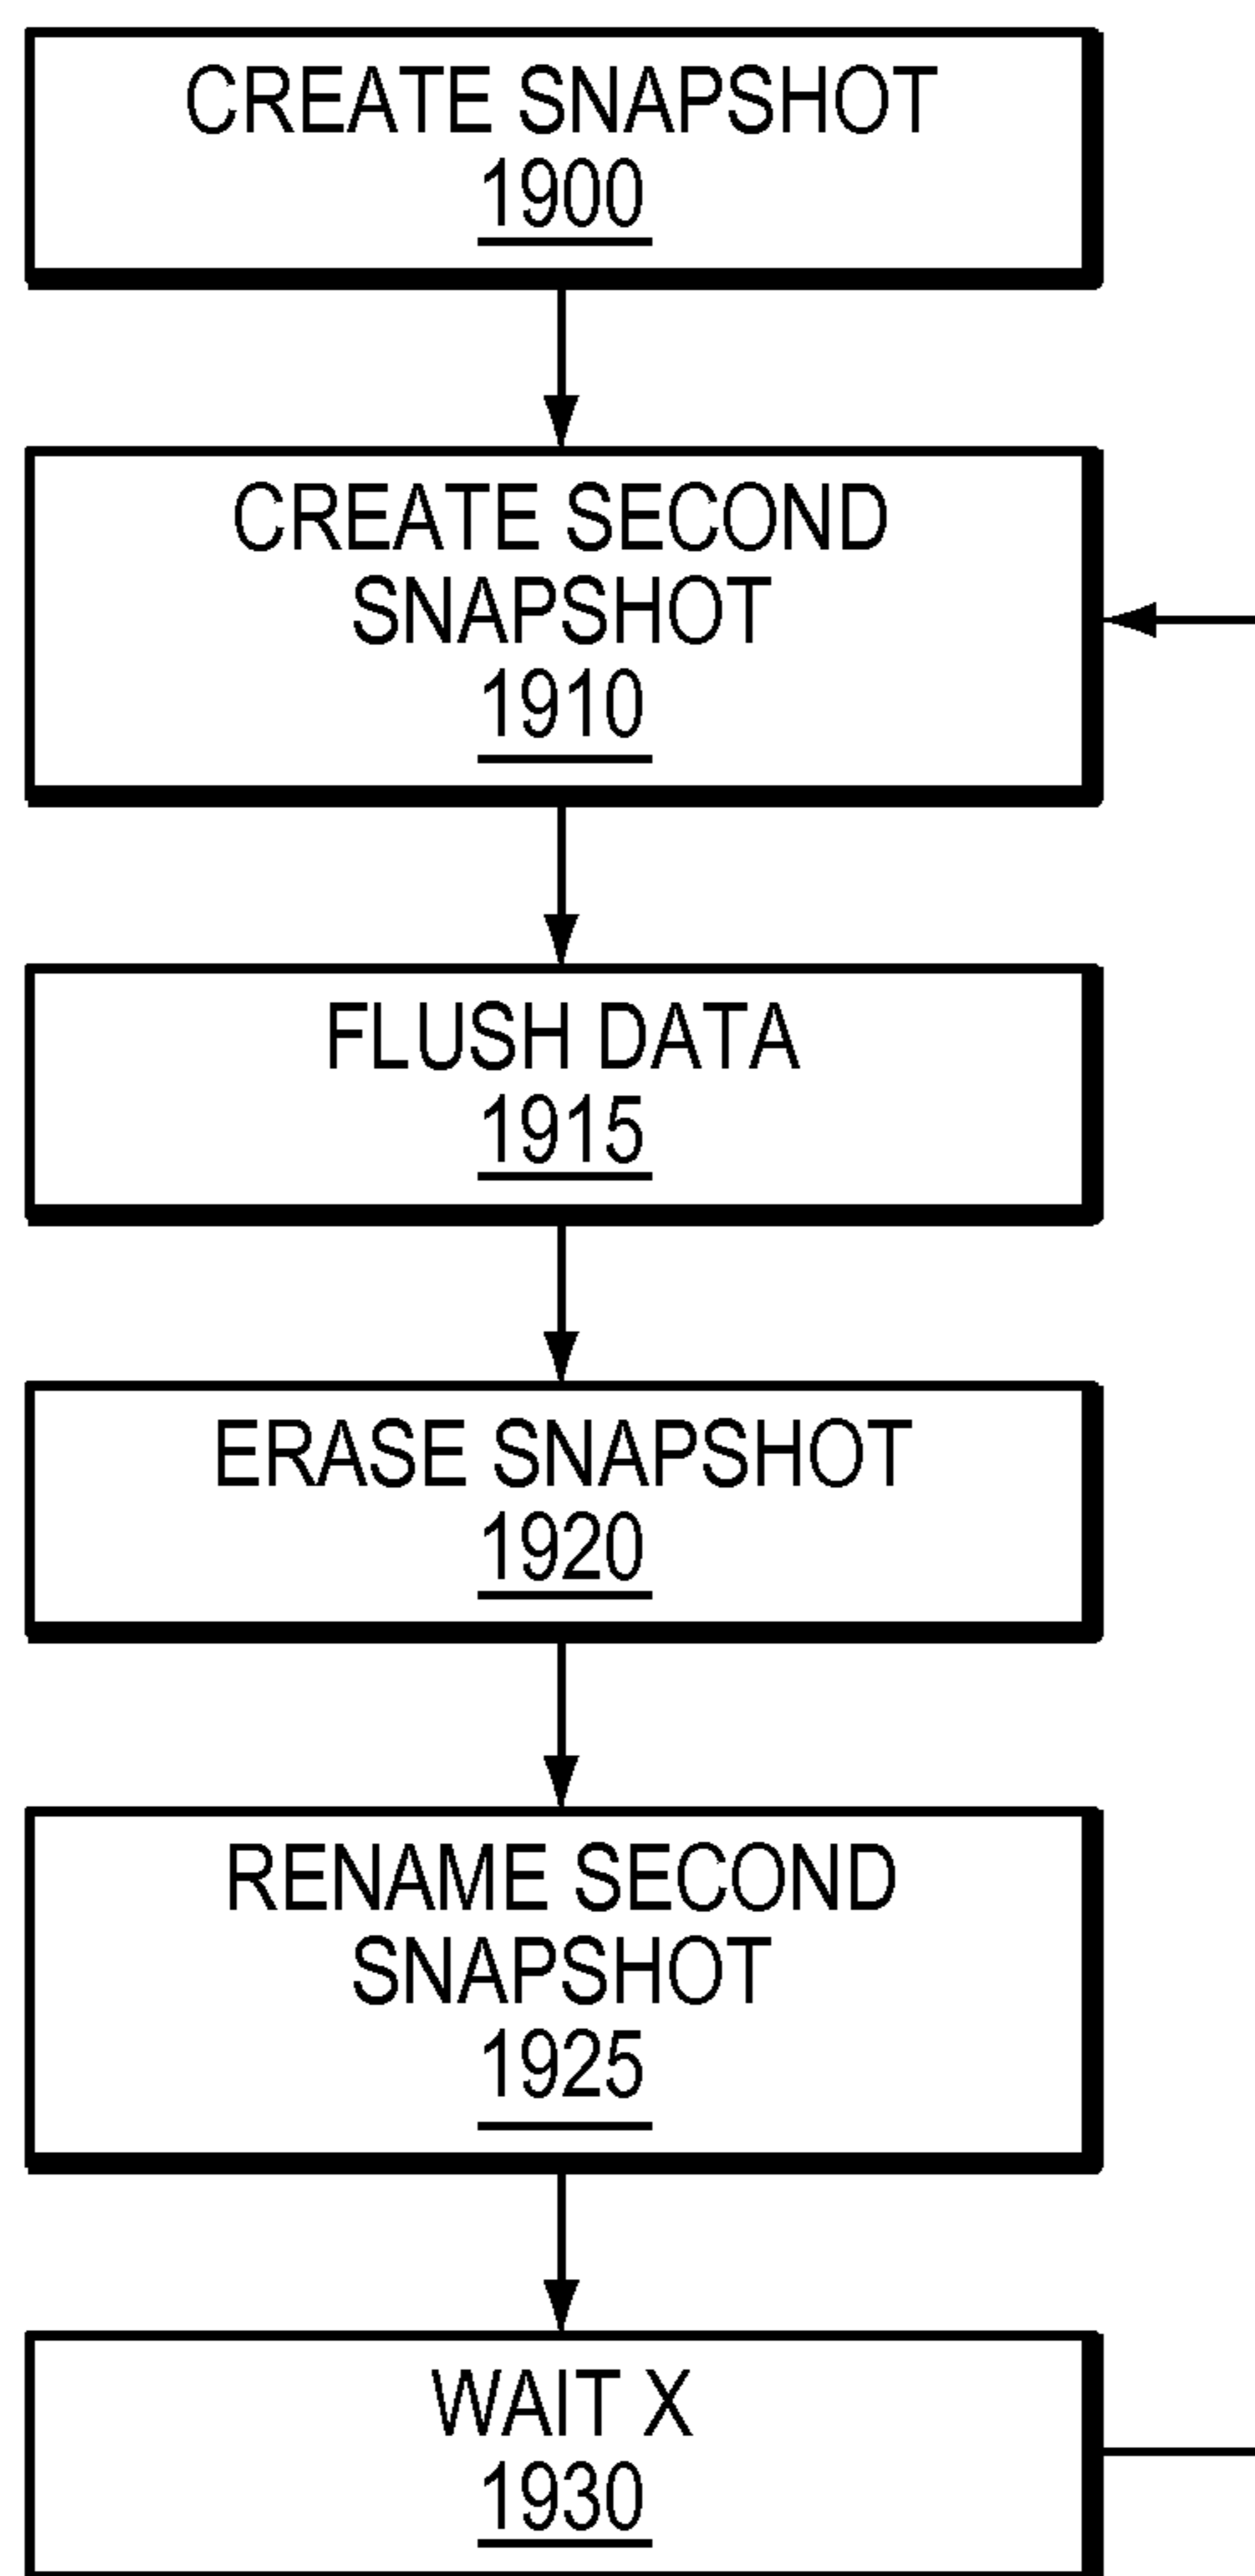 CREATE SNAPSHOT
1900
CREATE SECOND
SNAPSHOT
1910
FLUSH DATA
1915
ERASE SNAPSHOT
1920
RENAME SECOND
SNAPSHOT
1925
WAIT X
1930